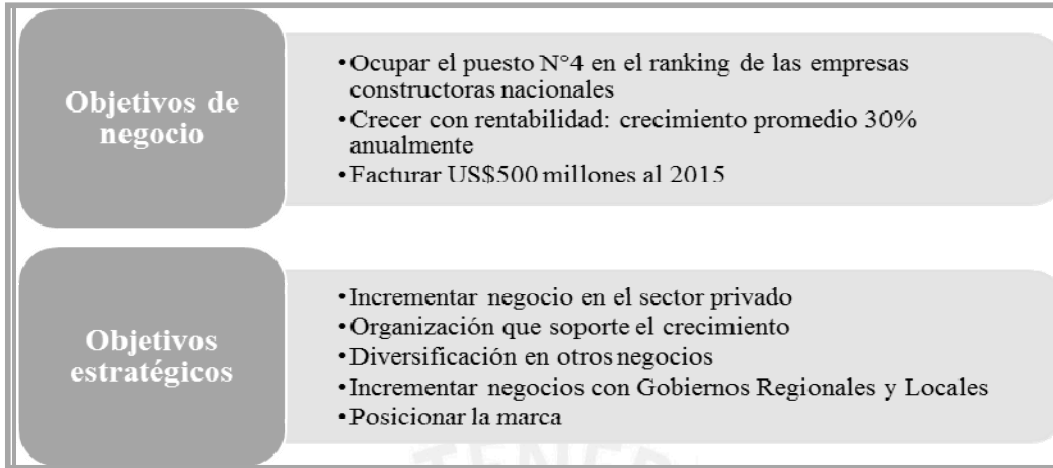 Objetivos de
negocio
•Ocupar el puesto N°4 en el ranking de las empresas
constructoras nacionales
•Crecer con rentabilidad: crecimiento promedio 30%
anualmente
•Facturar US$500 millones al 2015
Objetivos
estratégicos
•Incrementar negocio en el sector privado
•Organización que soporte el crecimiento
•Diversificación en otros negocios
•Incrementar negocios con Gobiernos Regionales y Locales
•Posicionar la marca